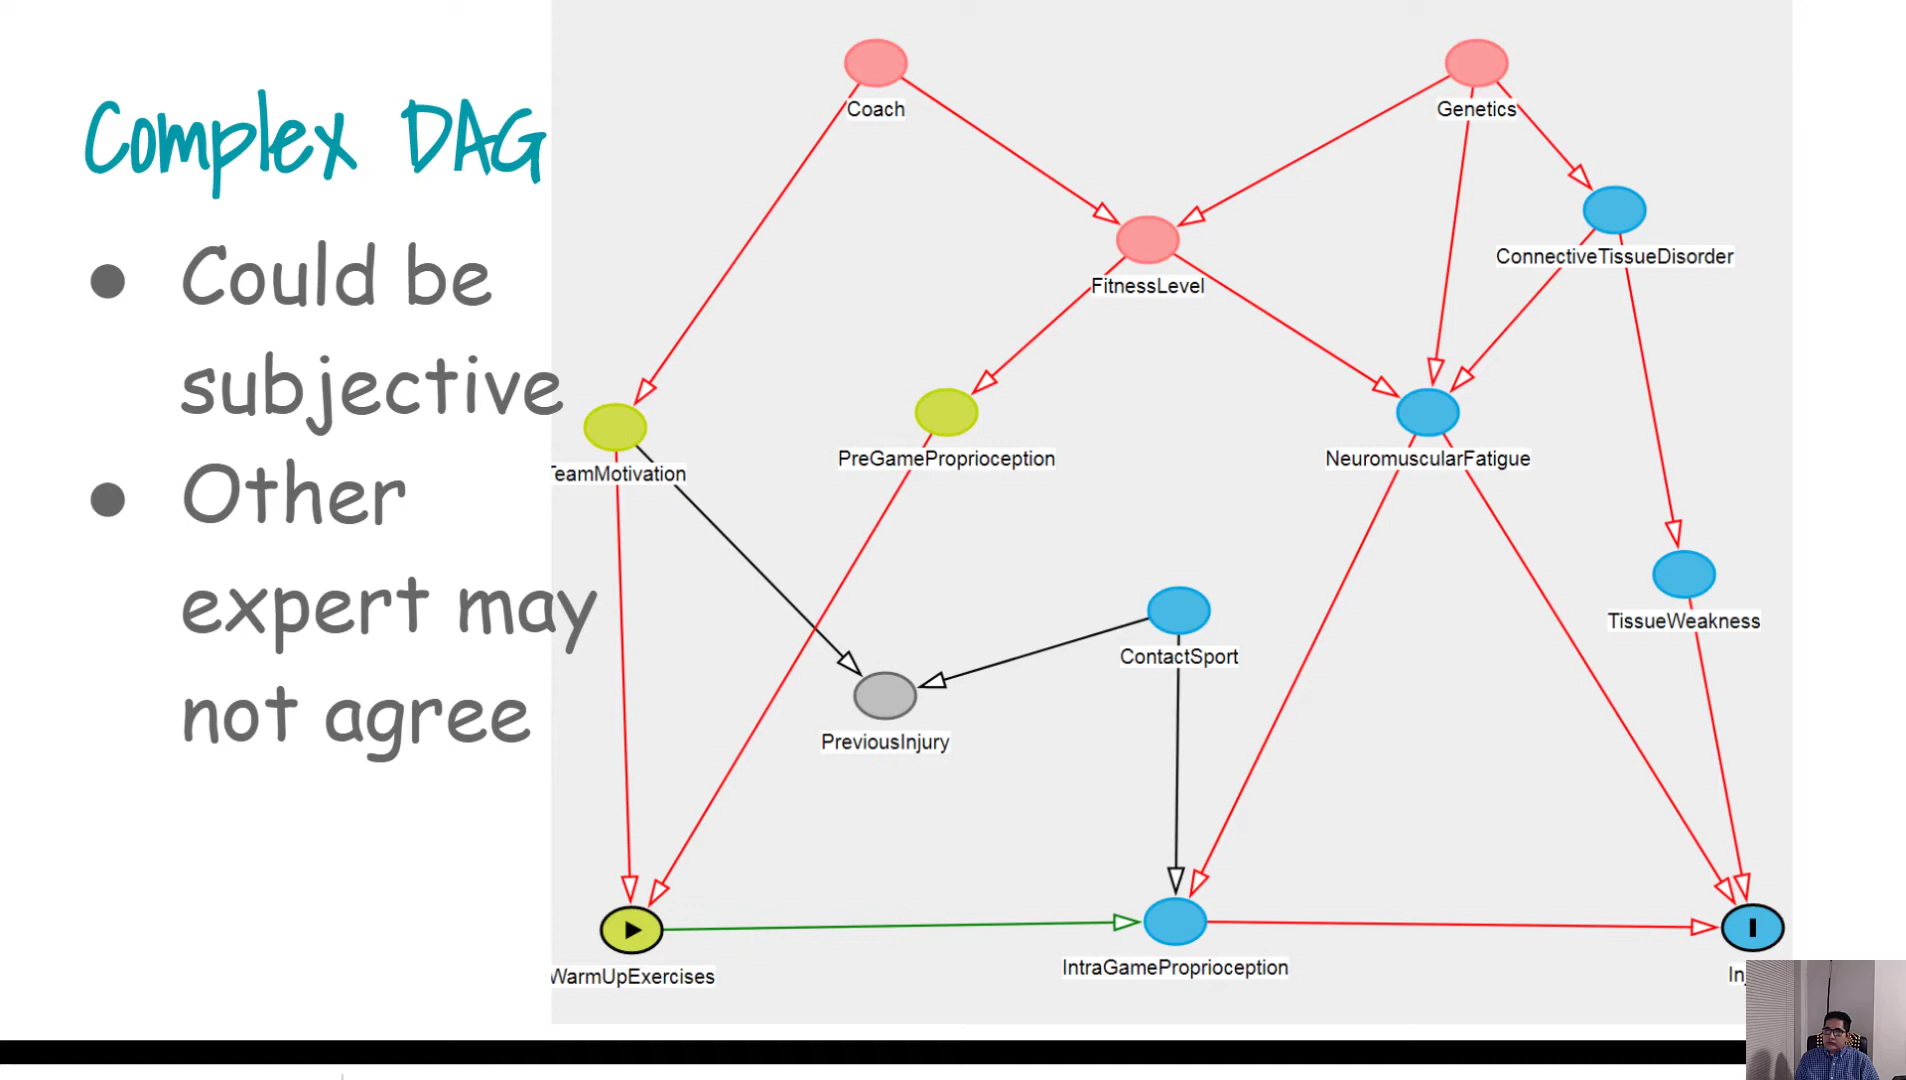 Complex DAG
● Could be
subjective
● Other
expert may
not agree
Coach
Genetics
ConnectiveTissueDisorder
FitnessLevel
TeamMotivation
PreGameProprioception
NeuromuscularFatigue
TissueWeakness
ContactSport
PreviousInjury
WarmUpExercises
IntraGameProprioception